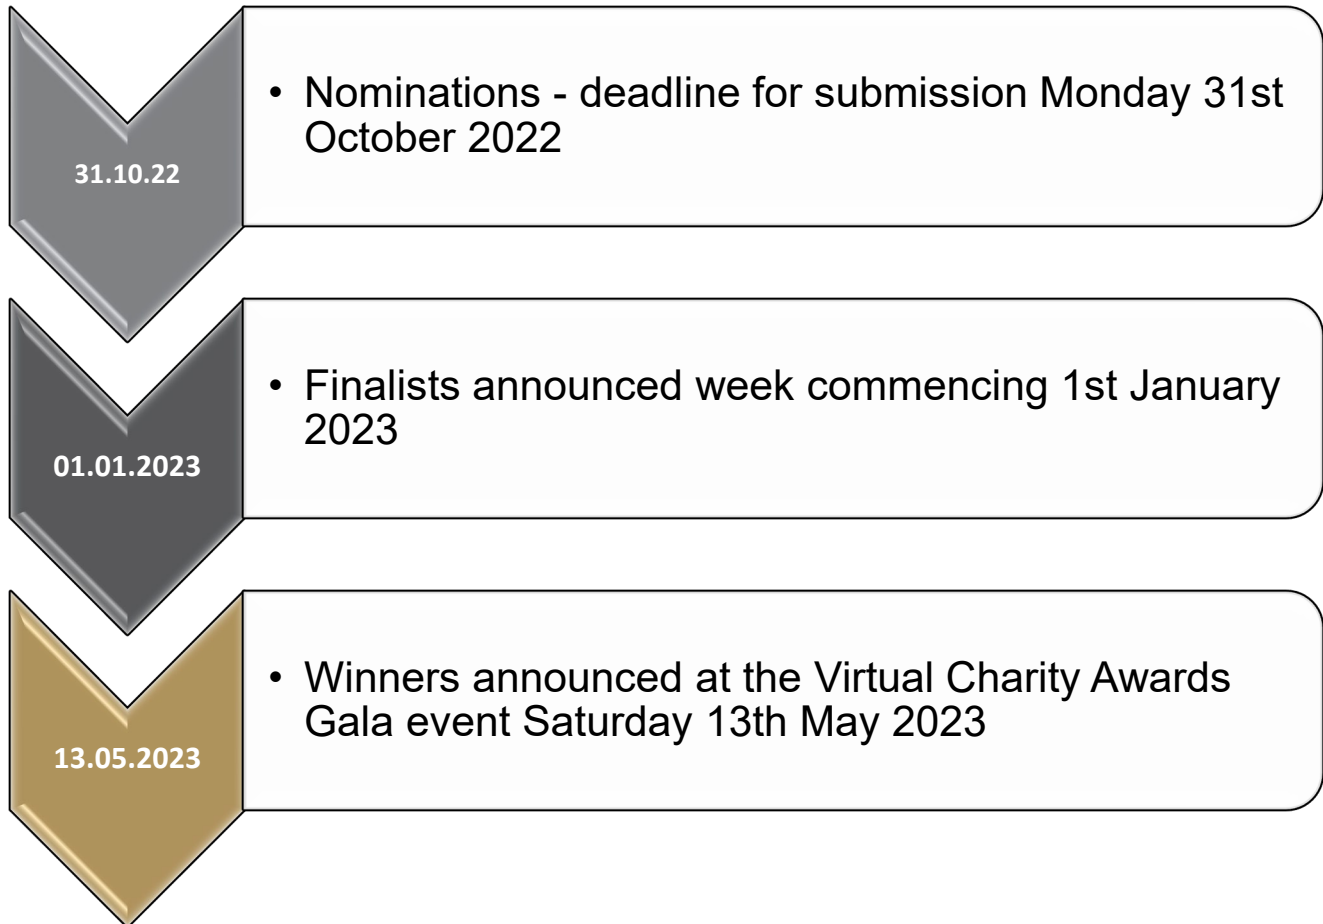 31.10.22
• Nominations - deadline for submission Monday 31st
October 2022
01.01.2023
• Finalists announced week commencing 1st January
2023
13.05.2023
• Winners announced at the Virtual Charity Awards
Gala event Saturday 13th May 2023